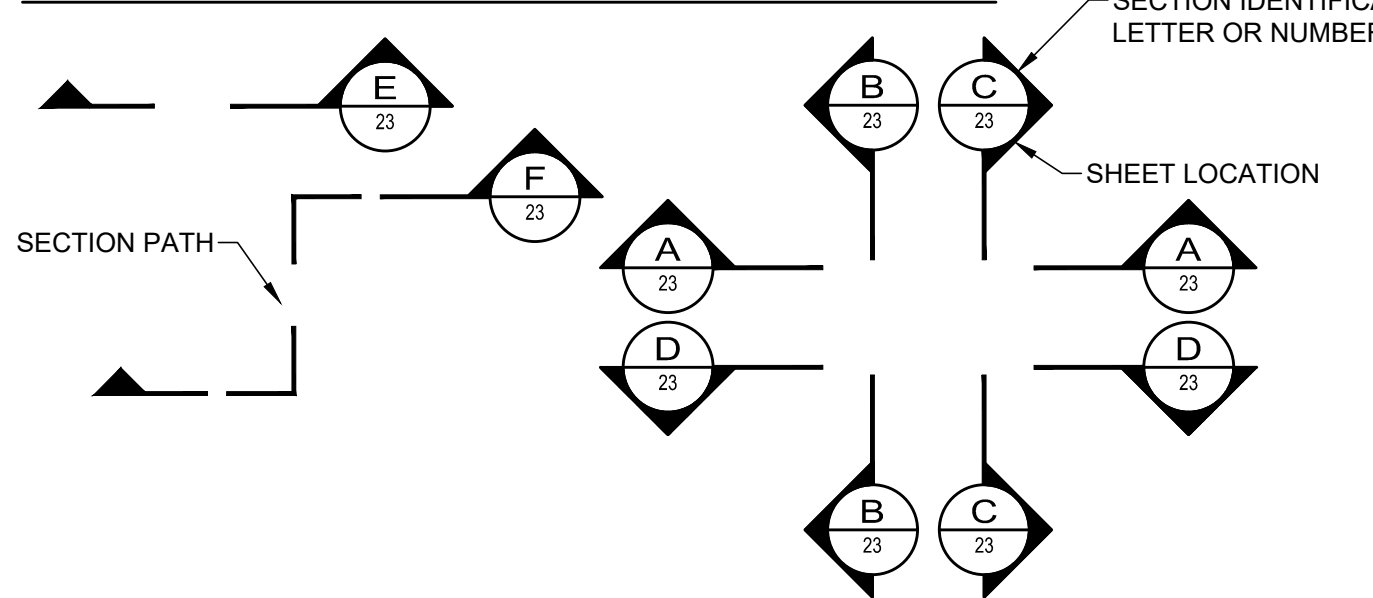 SECTION IDENTIFICA
LETTER OR NUMBER
E
23
B
23
C
23
F
23
SHEET LOCATION
SECTION PATH
A
23
A
23
D
23
D
23
B
23
C
23